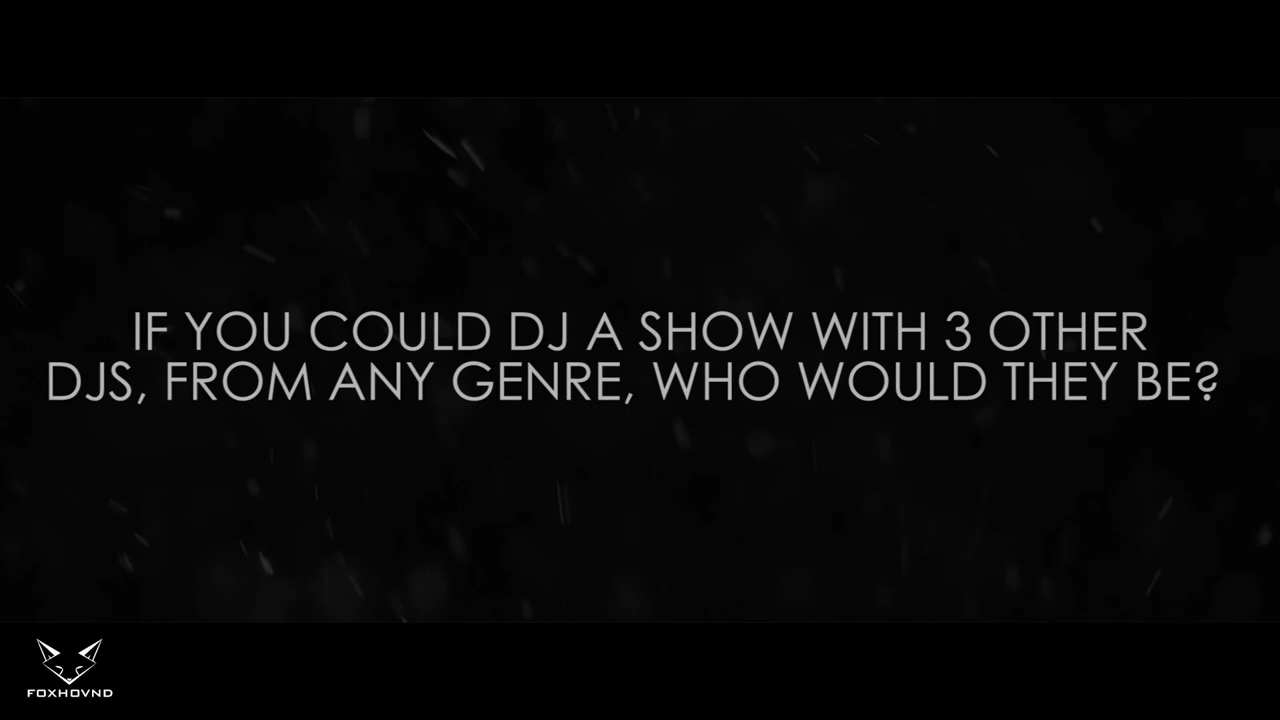 IF YOU COULD DJ A SHOW WITH 3 OTHER
DJS, FROM ANY GENRE, WHO WOULD THEY BE?
FOXHOVND